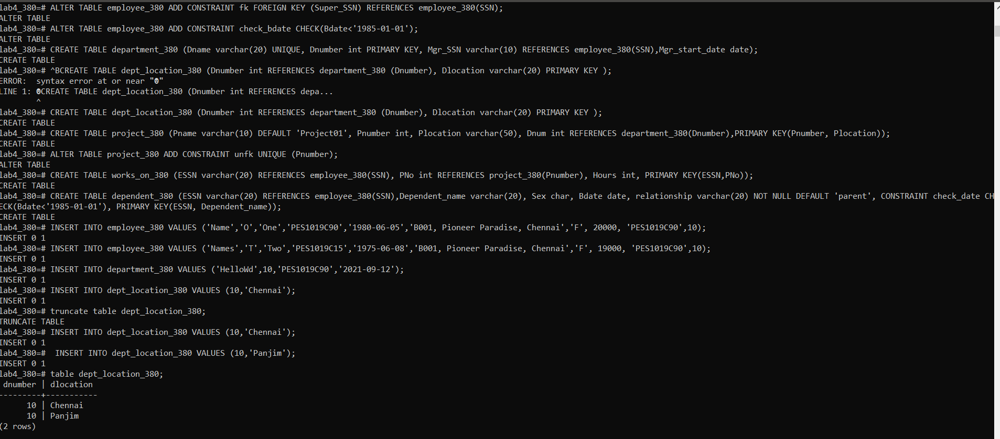 lab4_380=# ALTER TABLE employee_380 ADD CONSTRAINT fk FOREIGN KEY (Super_SSN) REFERENCES employee_380(SSN);
ALTER TABLE
lab4_380=# ALTER TABLE employee_380 ADD CONSTRAINT check_bdate CHECK(Bdate<'1985-01-01');
ALTER TABLE
lab4_380=# CREATE TABLE department_380 (Dname varchar(20) UNIQUE, Dnumber int PRIMARY KEY, Mgr_SSN varchar(10) REFERENCES employee_380(SSN),Mgr_start_date date);
CREATE TABLE
lab4_380=# ^BCREATE TABLE dept_location_380 (Dnumber int REFERENCES department_380 (Dnumber), Dlocation varchar(20) PRIMARY KEY );
ERROR:  syntax error at or near "☻"
LINE 1: ☻CREATE TABLE dept_location_380 (Dnumber int REFERENCES depa...
        ^
lab4_380=# CREATE TABLE dept_location_380 (Dnumber int REFERENCES department_380 (Dnumber), Dlocation varchar(20) PRIMARY KEY );
CREATE TABLE
lab4_380=# CREATE TABLE project_380 (Pname varchar(10) DEFAULT 'Project01', Pnumber int, Plocation varchar(50), Dnum int REFERENCES department_380(Dnumber),PRIMARY KEY(Pnumber, Plocation));
CREATE TABLE
lab4_380=# ALTER TABLE project_380 ADD CONSTRAINT unfk UNIQUE (Pnumber);
ALTER TABLE
lab4_380=# CREATE TABLE works_on_380 (ESSN varchar(20) REFERENCES employee_380(SSN), PNo int REFERENCES project_380(Pnumber), Hours int, PRIMARY KEY(ESSN,PNo));
CREATE TABLE
lab4_380=# CREATE TABLE dependent_380 (ESSN varchar(20) REFERENCES employee_380(SSN),Dependent_name varchar(20), Sex char, Bdate date, relationship varchar(20) NOT NULL DEFAULT 'parent', CONSTRAINT check_date CH
ECK(Bdate<'1985-01-01'), PRIMARY KEY(ESSN, Dependent_name));
CREATE TABLE
lab4_380=# INSERT INTO employee_380 VALUES ('Name','O','One','PES1019C90','1980-06-05','B001, Pioneer Paradise, Chennai','F', 20000, 'PES1019C90',10);
INSERT 0 1
lab4_380=# INSERT INTO employee_380 VALUES ('Names','T','Two','PES1019C15','1975-06-08','B001, Pioneer Paradise, Chennai','F', 19000, 'PES1019C90',10);
INSERT 0 1
lab4_380=# INSERT INTO department_380 VALUES ('HelloWd',10,'PES1019C90','2021-09-12');
INSERT 0 1
lab4_380=# INSERT INTO dept_location_380 VALUES (10,'Chennai');
INSERT 0 1
lab4_380=# truncate table dept_location_380;
TRUNCATE TABLE
lab4_380=# INSERT INTO dept_location_380 VALUES (10,'Chennai');
INSERT 0 1
lab4_380=#  INSERT INTO dept_location_380 VALUES (10,'Panjim');
INSERT 0 1
lab4_380=# table dept_location_380;
 dnumber | dlocation
---------+-----------
      10 | Chennai
      10 | Panjim
(2 rows)